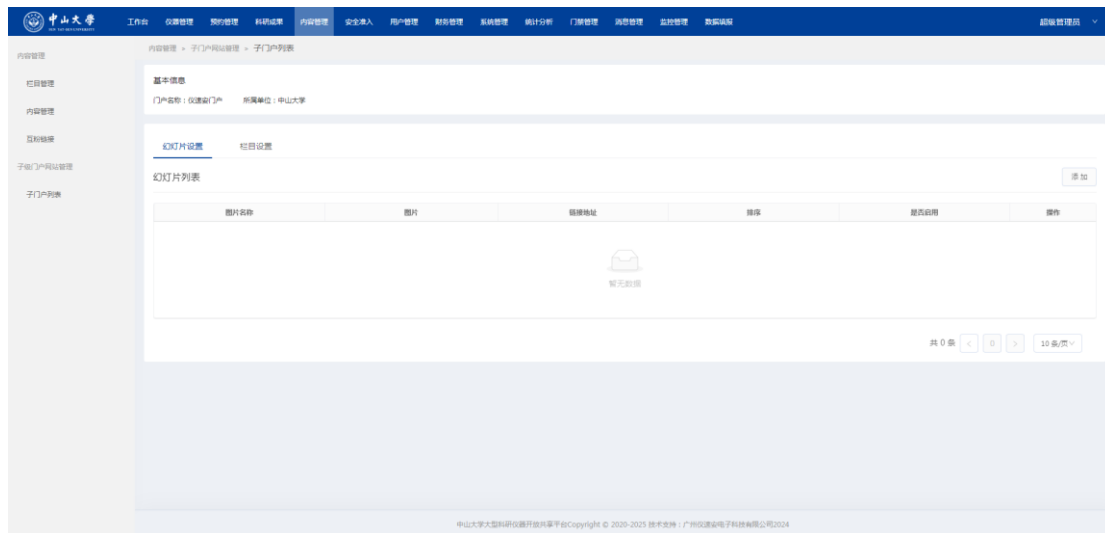 中山大學
工作台 仪器管理 预约管理 科研成果 内容管理 安全准入 用户管理 财务管理 系统管理 统计分析 门禁管理 消息管理 监控管理 数据填报 超级管理员
内容管理
栏目管理
内容管理
子级门户网站管理
子门户列表
内容管理 > 子门户网站管理 > 子门户列表
基本信息
门户名称：仪速安门户 所属单位：中山大学
幻灯片设置 栏目设置
幻灯片列表 添加
图片名称 图片 链接地址 排序 是否启用 操作
暂无数据
共 0 条 < 0 > 10 条/页
中山大学大型科研仪器开放共享平台Copyright © 2020-2025 技术支持：广州仪速安电子科技有限公司2024